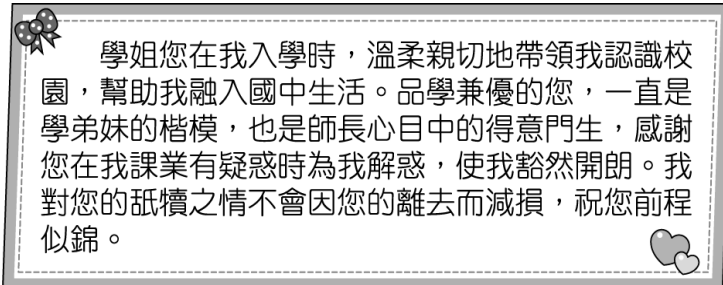 學姐您在我入學時，溫柔親切地帶領我認識校
園，幫助我融入國中生活。品學兼優的您，一直是
學弟妹的楷模，也是師長心目中的得意門生，感謝
您在我課業有疑惑時為我解惑，使我豁然開朗。我
對您的舐犢之情不會因您的離去而減損，祝您前程
似錦。